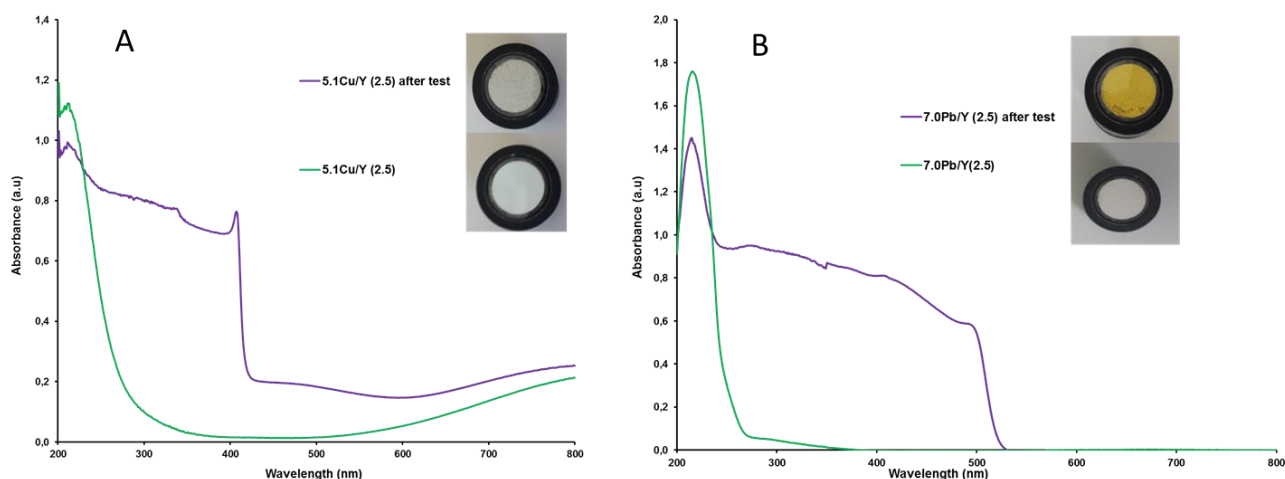 A
1,4
1,2
1,0
0,8
0,6
0,4
0,2
0,0
200 300 400 500 600 700 800
Absorbance (a.u)
Wavelength (nm)
5.1Cu/Y (2.5) after test
5.1Cu/Y (2.5)
B
2,0
1,8
1,6
1,4
1,2
1,0
0,8
0,6
0,4
0,2
0,0
200 300 400 500 600 700 800
Absorbance (a.u)
Wavelength (nm)
7.0Pb/Y (2.5) after test
7.0Pb/Y(2.5)